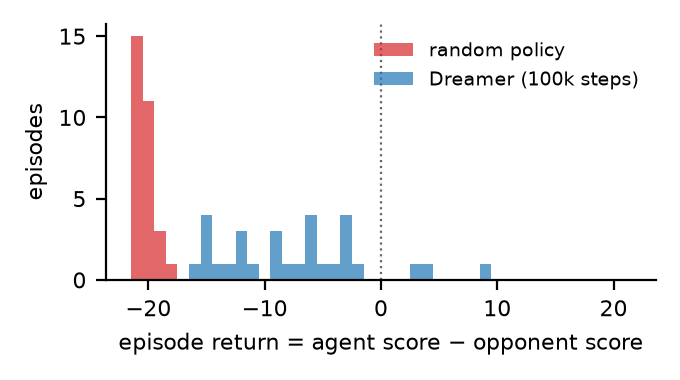 15
10
5
0
episodes
random policy
Dreamer (100k steps)
−20
−10
0
10
20
episode return = agent score − opponent score